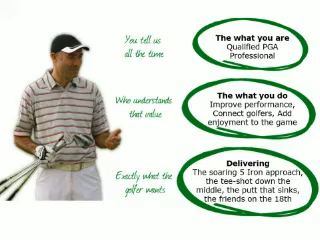 You tell us
all the time
The what you are
Qualified PGA
Professional
Who understands
that value
The what you do
Improve performance,
Connect golfers, Add
enjoyment to the game
Exactly what the
golfer wants
Delivering
The soaring 5 Iron approach,
the tee-shot down the
middle, the putt that sinks,
the friends on the 18th